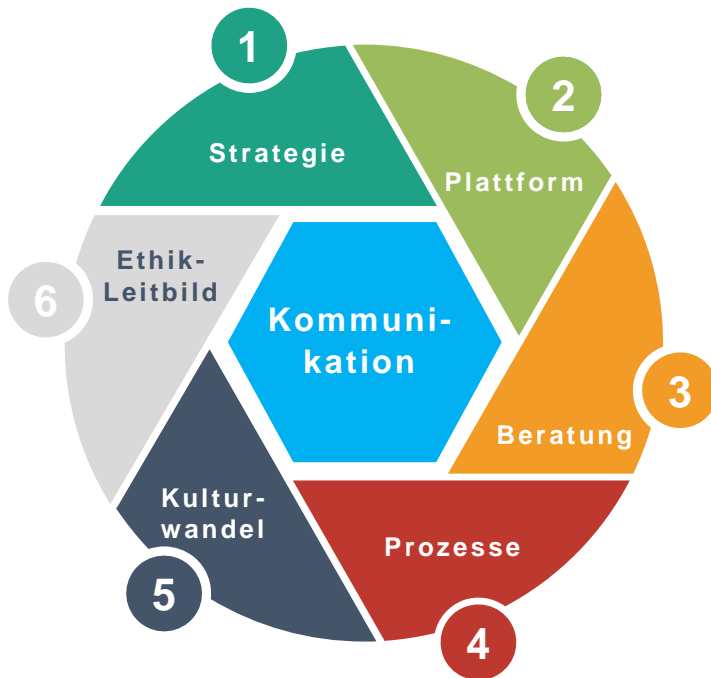 1
Strategie
2
Plattform
3
Beratung
4
Prozesse
5
Kultur-
wandel
6
Ethik-
Leitbild
Kommuni-
kation